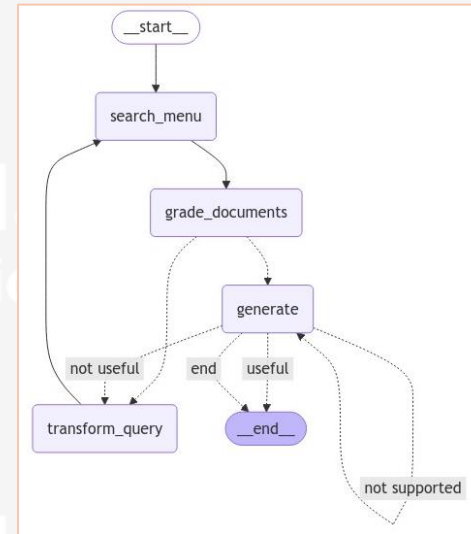 __start__
search_menu
grade_documents
generate
not useful
end
useful
transform_query
__end__
not supported